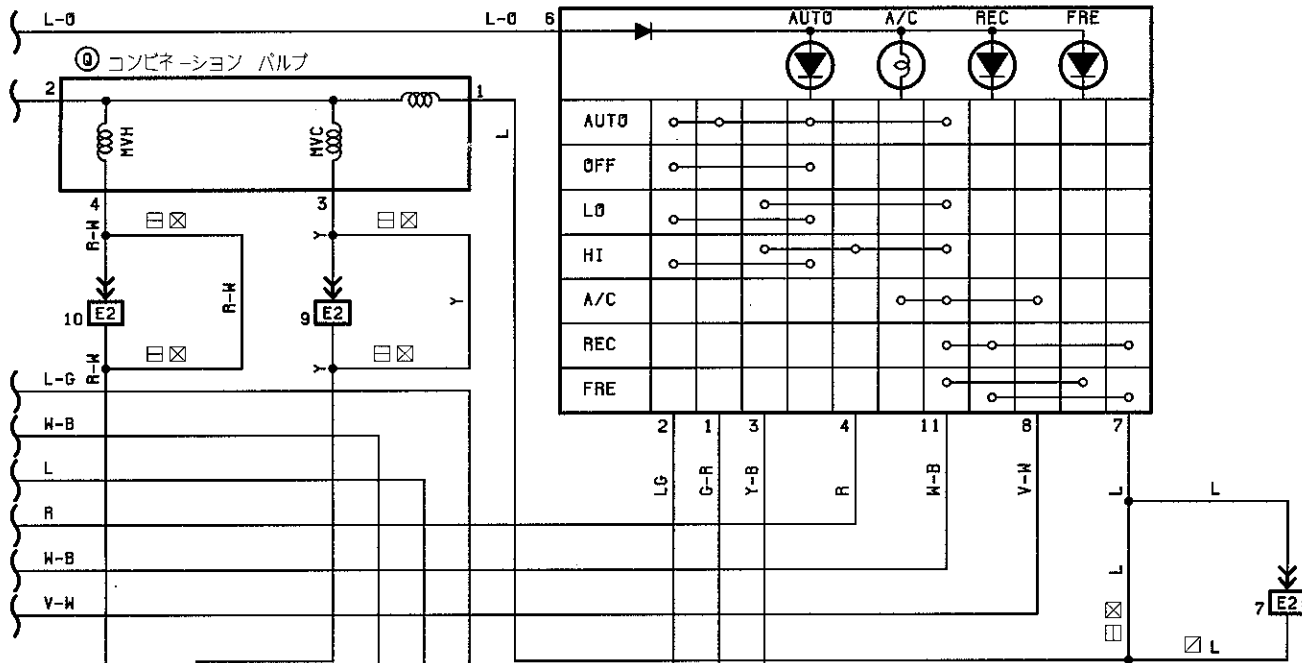 L-O L-O 6 AUTO A/C REC FRE
Q コンビネーション バルブ
2 1
AUTO
MVH MVC L
OFF
LO
4 3
R-W Y
HI
R-W Y
A/C
10 E2 9 E2
REC
R-W Y
L-G
FRE
2 1 3 4 11 8 7
W-B
LG G-R Y-B R W-B V-W L L
L
R
W-B
L
V-W
7 E2
L